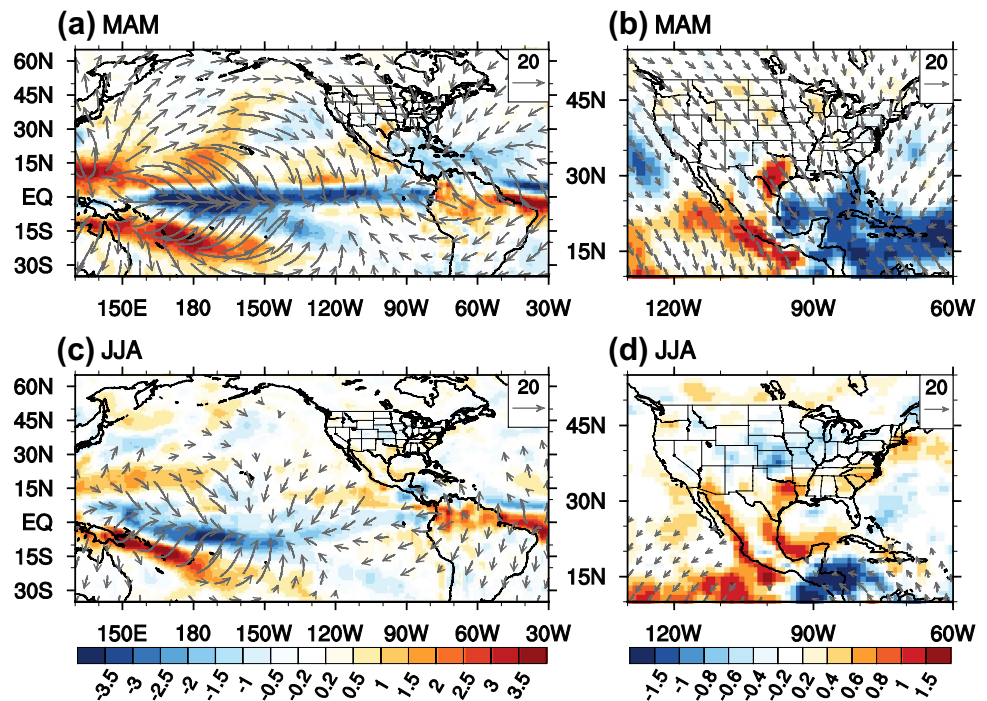 (a) MAM
20
60N
45N
30N
15N
EQ
15S
30S
150E 180 150W 120W 90W 60W 30W
(b) MAM
20
45N
30N
15N
120W 90W 60W
(c) JJA
20
60N
45N
30N
15N
EQ
15S
30S
150E 180 150W 120W 90W 60W 30W
(d) JJA
20
45N
30N
15N
120W 90W 60W
-3.5 -3 -2.5 -2 -1.5 -1 -0.5 -0.2 0.2 0.5 1 1.5 2 2.5 3 3.5
-1.5 -1 -0.8 -0.6 -0.4 -0.2 0.2 0.4 0.6 0.8 1 1.5